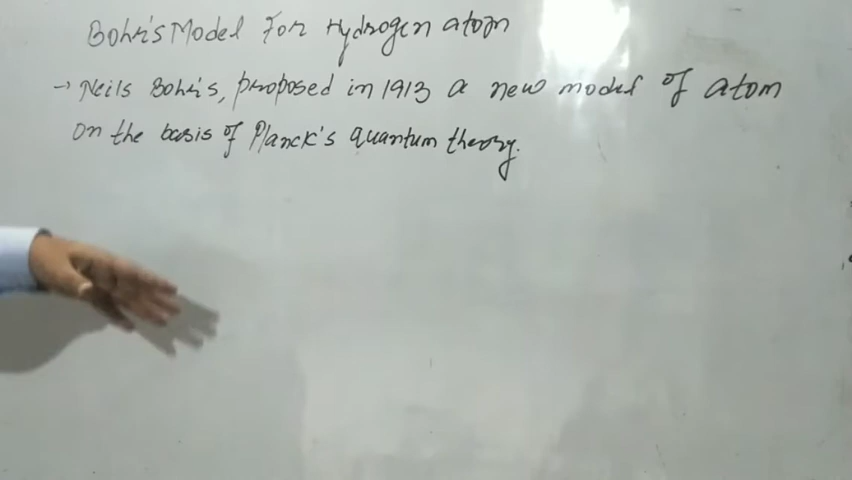 Bohr's Model For Hydrogen atom
→ Neils Bohr's, proposed in 1913 a new model of atom
on the basis of Planck's quantum theory.